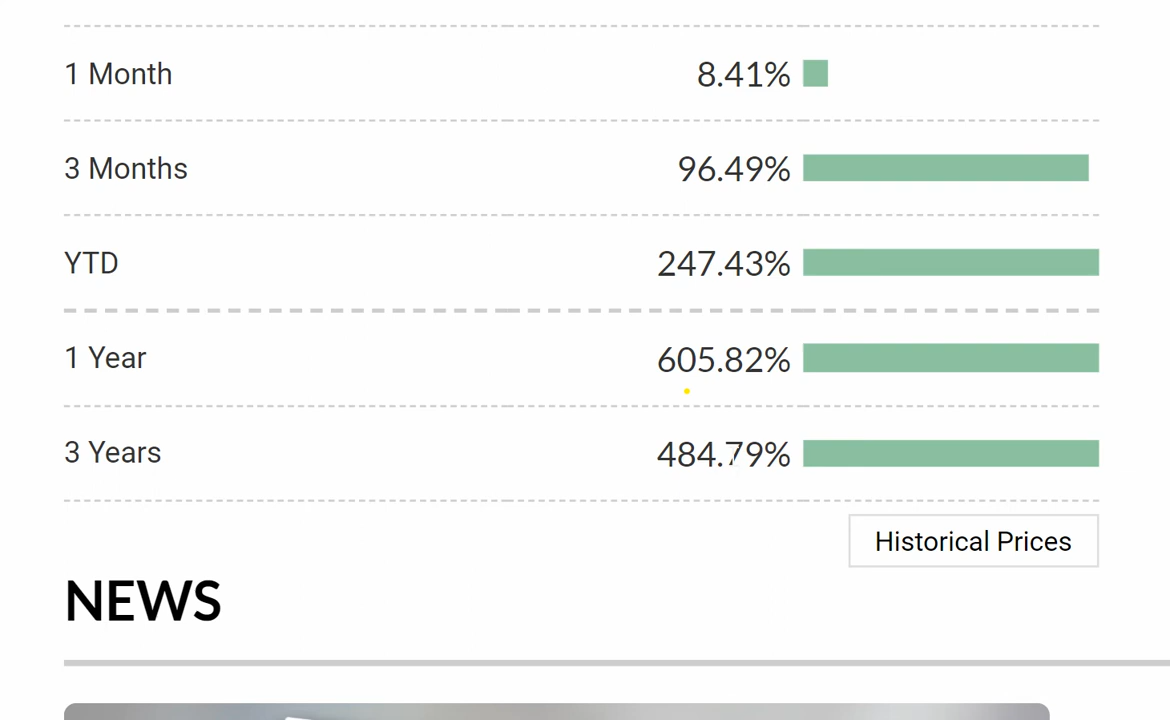 1 Month 8.41%
3 Months 96.49%
YTD 247.43%
1 Year 605.82%
3 Years 484.79%
Historical Prices
NEWS